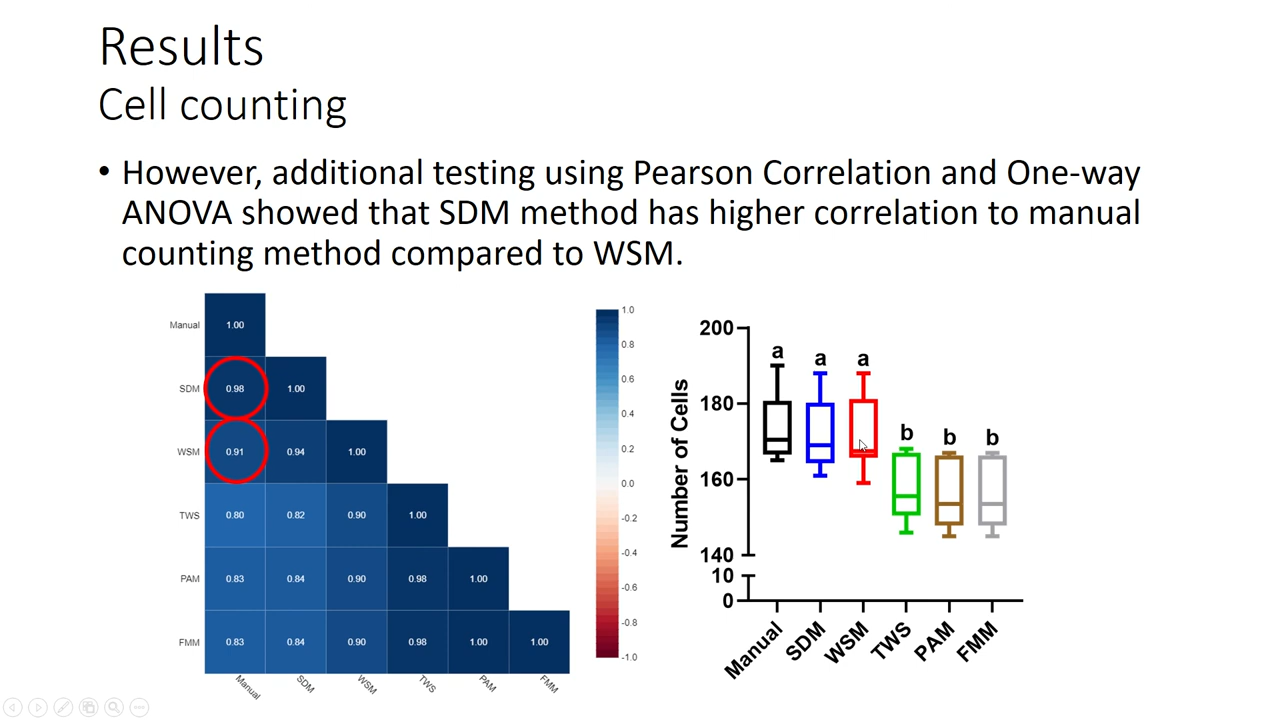 Results
Cell counting
• However, additional testing using Pearson Correlation and One-way
ANOVA showed that SDM method has higher correlation to manual
counting method compared to WSM.
Manual 1.00
SDM 0.98 1.00
WSM 0.91 0.94 1.00
TWS 0.80 0.82 0.90 1.00
PAM 0.83 0.84 0.90 0.98 1.00
FMM 0.83 0.84 0.90 0.98 1.00 1.00
Manual SDM WSM TWS PAM FMM
1.0
0.8
0.6
0.4
0.2
0.0
-0.2
-0.4
-0.6
-0.8
-1.0
Number of Cells
200
180
160
140
10
0
a a a b b b
Manual SDM WSM TWS PAM FMM